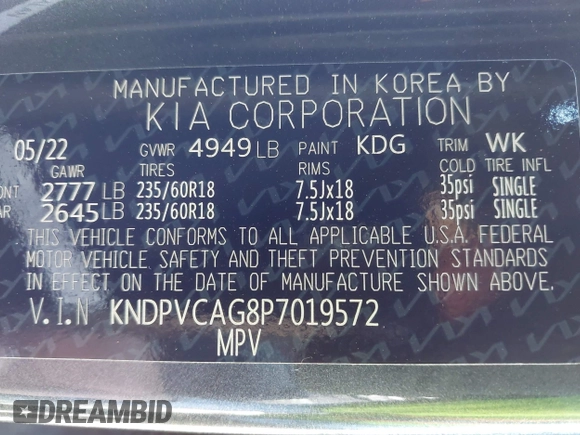 MANUFACTURED IN KOREA BY
KIA CORPORATION
05/22 GVWR 4949 LB PAINT KDG TRIM WK
GAWR TIRES RIMS COLD TIRE INFL
2777 LB 235/60R18 7.5Jx18 35psi SINGLE
2645 LB 235/60R18 7.5Jx18 35psi SINGLE
THIS VEHICLE CONFORMS TO ALL APPLICABLE U.S.A. FEDERAL
MOTOR VEHICLE SAFETY AND THEFT PREVENTION STANDARDS
IN EFFECT ON THE DATE OF MANUFACTURE SHOWN ABOVE.
V.I.N KNDPVCAG8P7019572
MPV
DREAMBID